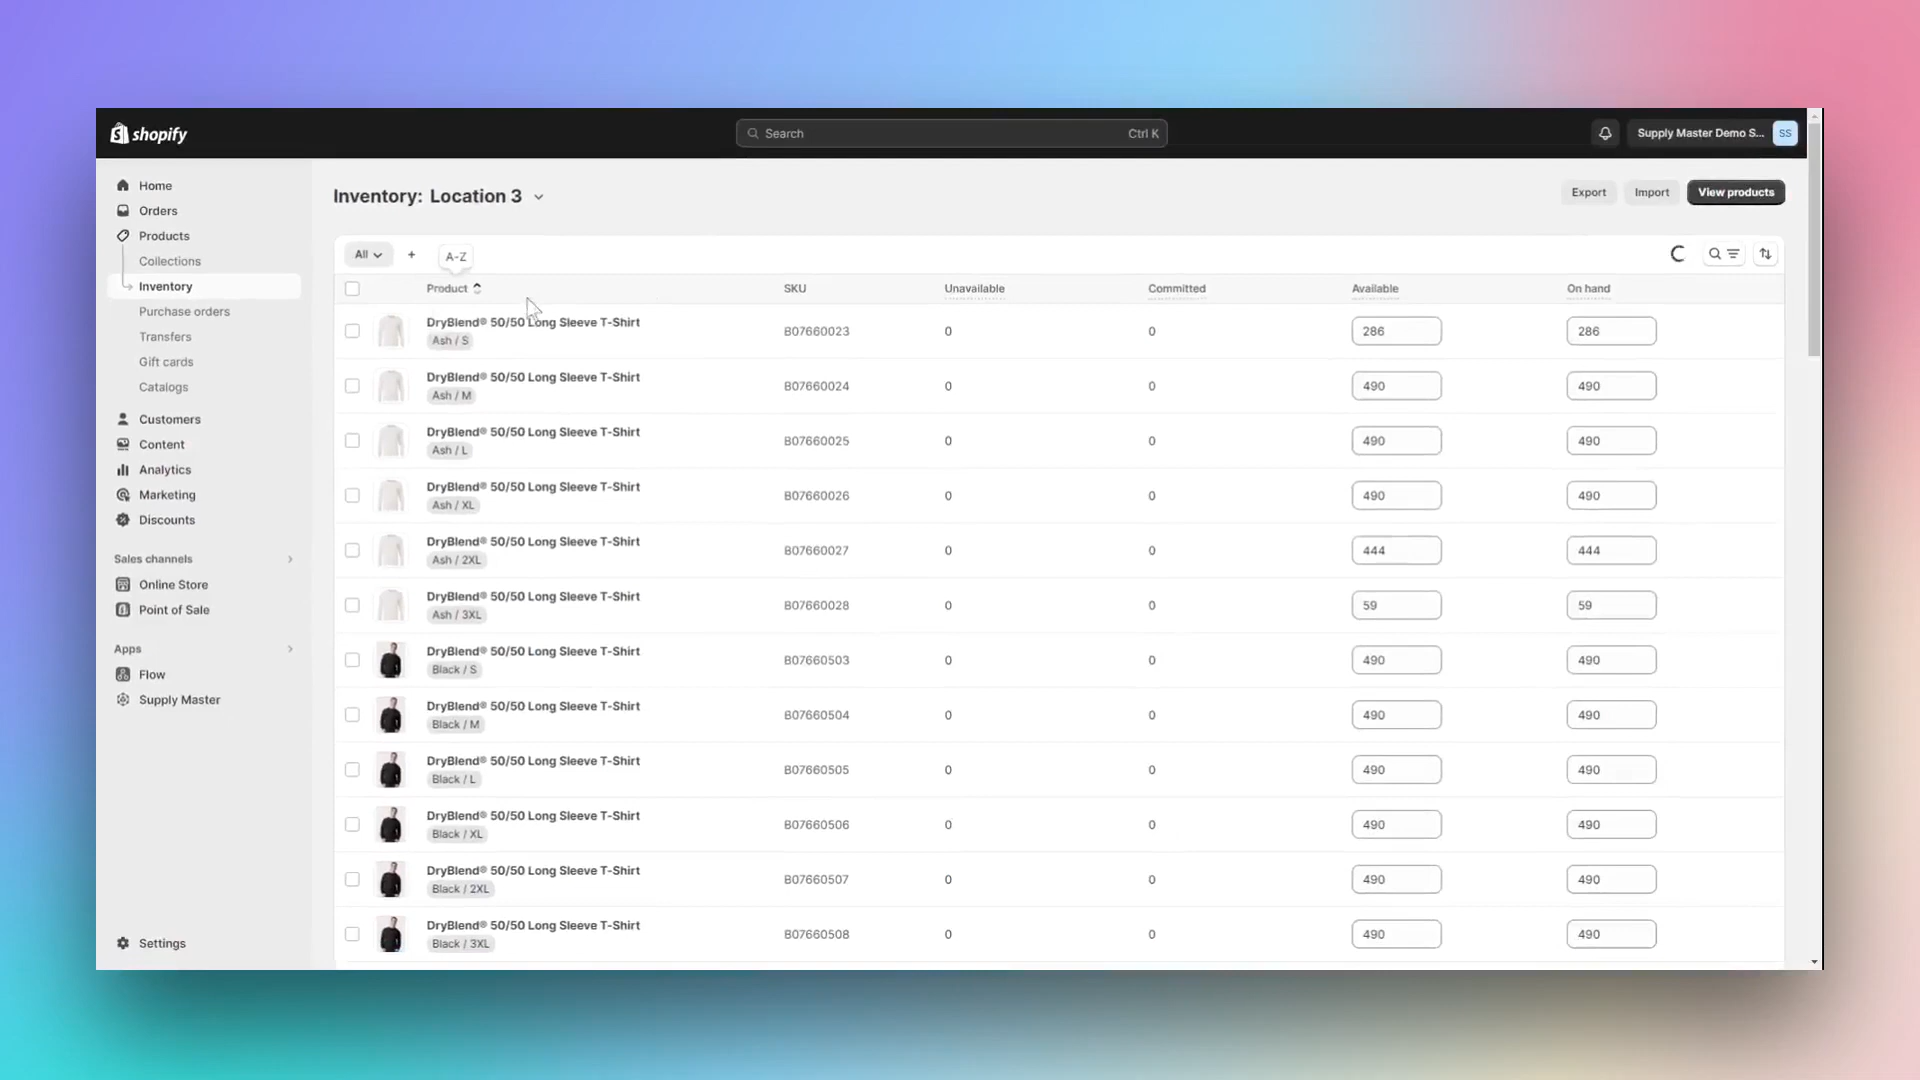 shopify
Search Ctrl K
Supply Master Demo S... SS
Home
Orders
Products
Collections
Inventory
Purchase orders
Transfers
Gift cards
Catalogs
Customers
Content
Analytics
Marketing
Discounts
Sales channels
Online Store
Point of Sale
Apps
Flow
Supply Master
Settings
Inventory: Location 3
Export Import View products
All + A-Z
Product SKU Unavailable Committed Available On hand
DryBlend® 50/50 Long Sleeve T-Shirt
Ash / S
B07660023 0 0 286 286
DryBlend® 50/50 Long Sleeve T-Shirt
Ash / M
B07660024 0 0 490 490
DryBlend® 50/50 Long Sleeve T-Shirt
Ash / L
B07660025 0 0 490 490
DryBlend® 50/50 Long Sleeve T-Shirt
Ash / XL
B07660026 0 0 490 490
DryBlend® 50/50 Long Sleeve T-Shirt
Ash / 2XL
B07660027 0 0 444 444
DryBlend® 50/50 Long Sleeve T-Shirt
Ash / 3XL
B07660028 0 0 59 59
DryBlend® 50/50 Long Sleeve T-Shirt
Black / S
B07660503 0 0 490 490
DryBlend® 50/50 Long Sleeve T-Shirt
Black / M
B07660504 0 0 490 490
DryBlend® 50/50 Long Sleeve T-Shirt
Black / L
B07660505 0 0 490 490
DryBlend® 50/50 Long Sleeve T-Shirt
Black / XL
B07660506 0 0 490 490
DryBlend® 50/50 Long Sleeve T-Shirt
Black / 2XL
B07660507 0 0 490 490
DryBlend® 50/50 Long Sleeve T-Shirt
Black / 3XL
B07660508 0 0 490 490